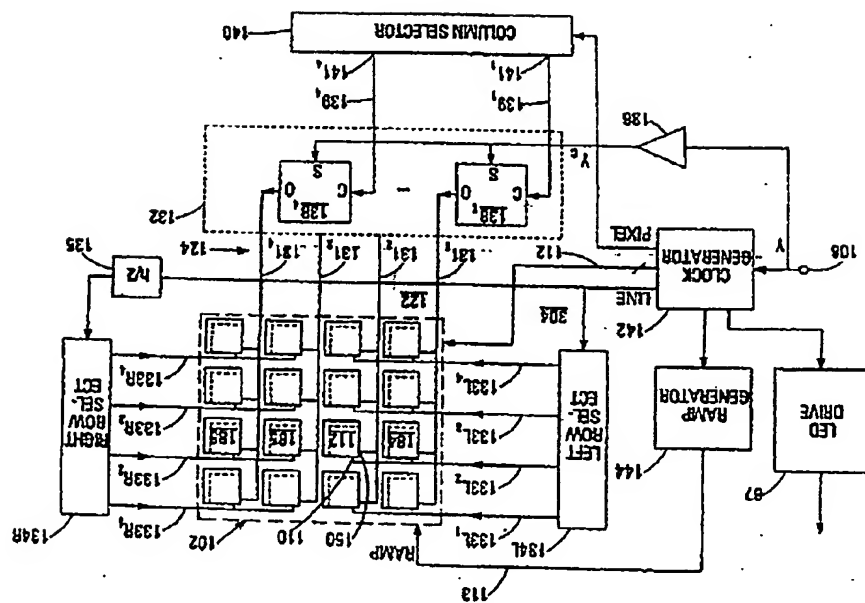 113
RAMP
150
110
102
134R
134L
87
LED DRIVE
144
RAMP GENERATOR
LEFT ROW SEL- ECT
RIGHT ROW SEL- ECT
133L₁
133L₂
133L₃
133L₄
133R₁
133R₂
133R₃
133R₄
184
112
185
142
CLOCK GENERATOR
LINE
PIXEL
304
122
112
h/2
135
108
Y
131₁
131₂
131₃
131₄
124
138₁
138₄
C
O
S
C
O
S
132
136
Yc
139₁
139₄
141₁
141₄
COLUMN SELECTOR
140